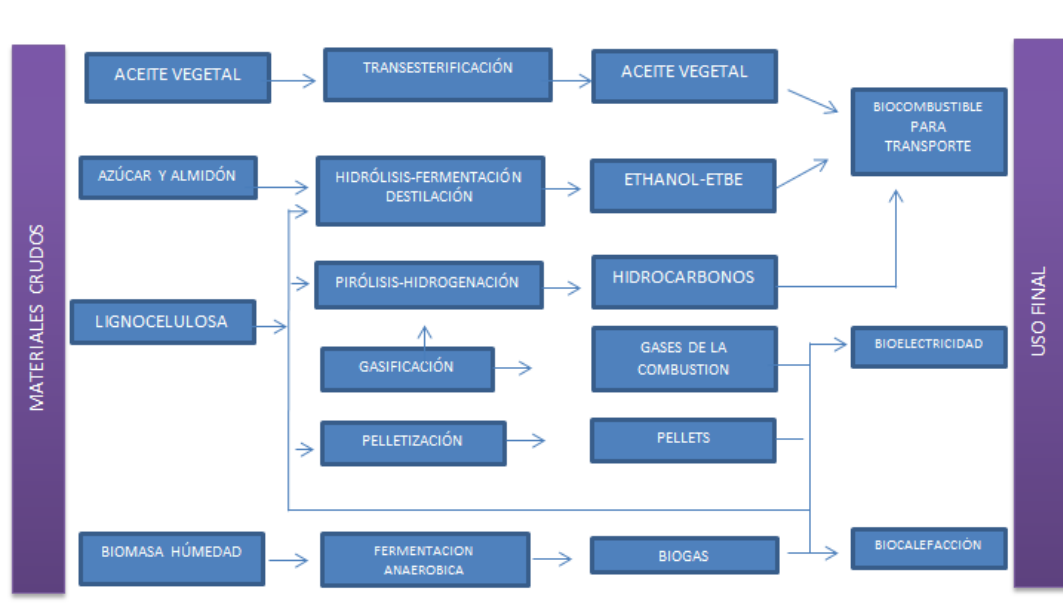 MATERIALES CRUDOS
ACEITE VEGETAL
TRANSESTERIFICACIÓN
ACEITE VEGETAL
BIOCOMBUSTIBLE
PARA
TRANSPORTE
AZÚCAR Y ALMIDÓN
HIDRÓLISIS-FERMENTACIÓN
DESTILACIÓN
ETHANOL-ETBE
PIRÓLISIS-HIDROGENACIÓN
HIDROCARBONOS
LIGNOCELULOSA
GASIFICACIÓN
GASES DE LA
COMBUSTION
BIOELECTRICIDAD
PELLETIZACIÓN
PELLETS
BIOMASA HÚMEDAD
FERMENTACION
ANAEROBICA
BIOGAS
BIOCALEFACCIÓN
USO FINAL